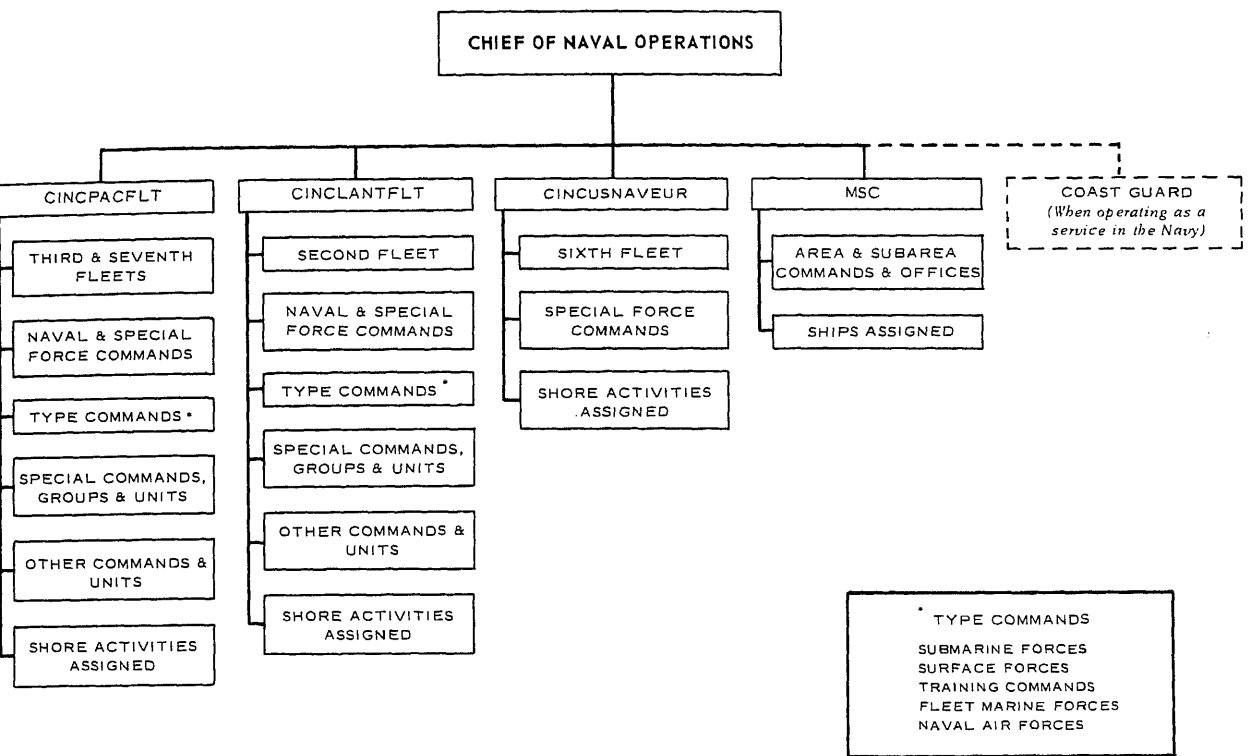 CHIEF OF NAVAL OPERATIONS
CINCPACFLT
THIRD & SEVENTH
FLEETS
NAVAL & SPECIAL
FORCE COMMANDS
TYPE COMMANDS *
SPECIAL COMMANDS,
GROUPS & UNITS
OTHER COMMANDS &
UNITS
SHORE ACTIVITIES
ASSIGNED
CINCLANTFLT
SECOND FLEET
NAVAL & SPECIAL
FORCE COMMANDS
TYPE COMMANDS *
SPECIAL COMMANDS,
GROUPS & UNITS
OTHER COMMANDS &
UNITS
SHORE ACTIVITIES
ASSIGNED
CINCUSNAVEUR
SIXTH FLEET
SPECIAL FORCE
COMMANDS
SHORE ACTIVITIES
.ASSIGNED
MSC
AREA & SUBAREA
COMMANDS & OFFICES
SHIPS ASSIGNED
COAST GUARD
(When operating as a
service in the Navy)
* TYPE COMMANDS
SUBMARINE FORCES
SURFACE FORCES
TRAINING COMMANDS
FLEET MARINE FORCES
NAVAL AIR FORCES